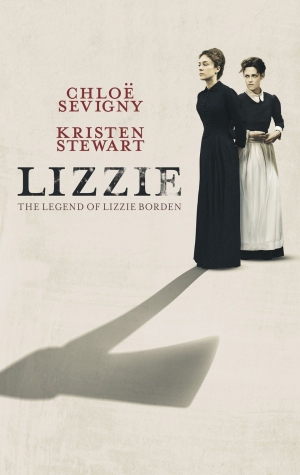 CHLOË
SEVIGNY
KRISTEN
STEWART
LIZZIE
THE LEGEND OF LIZZIE BORDEN